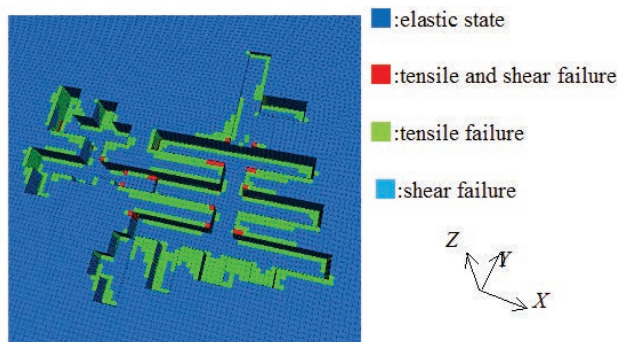 :elastic state
:tensile and shear failure
:tensile failure
:shear failure
Z
Y
X